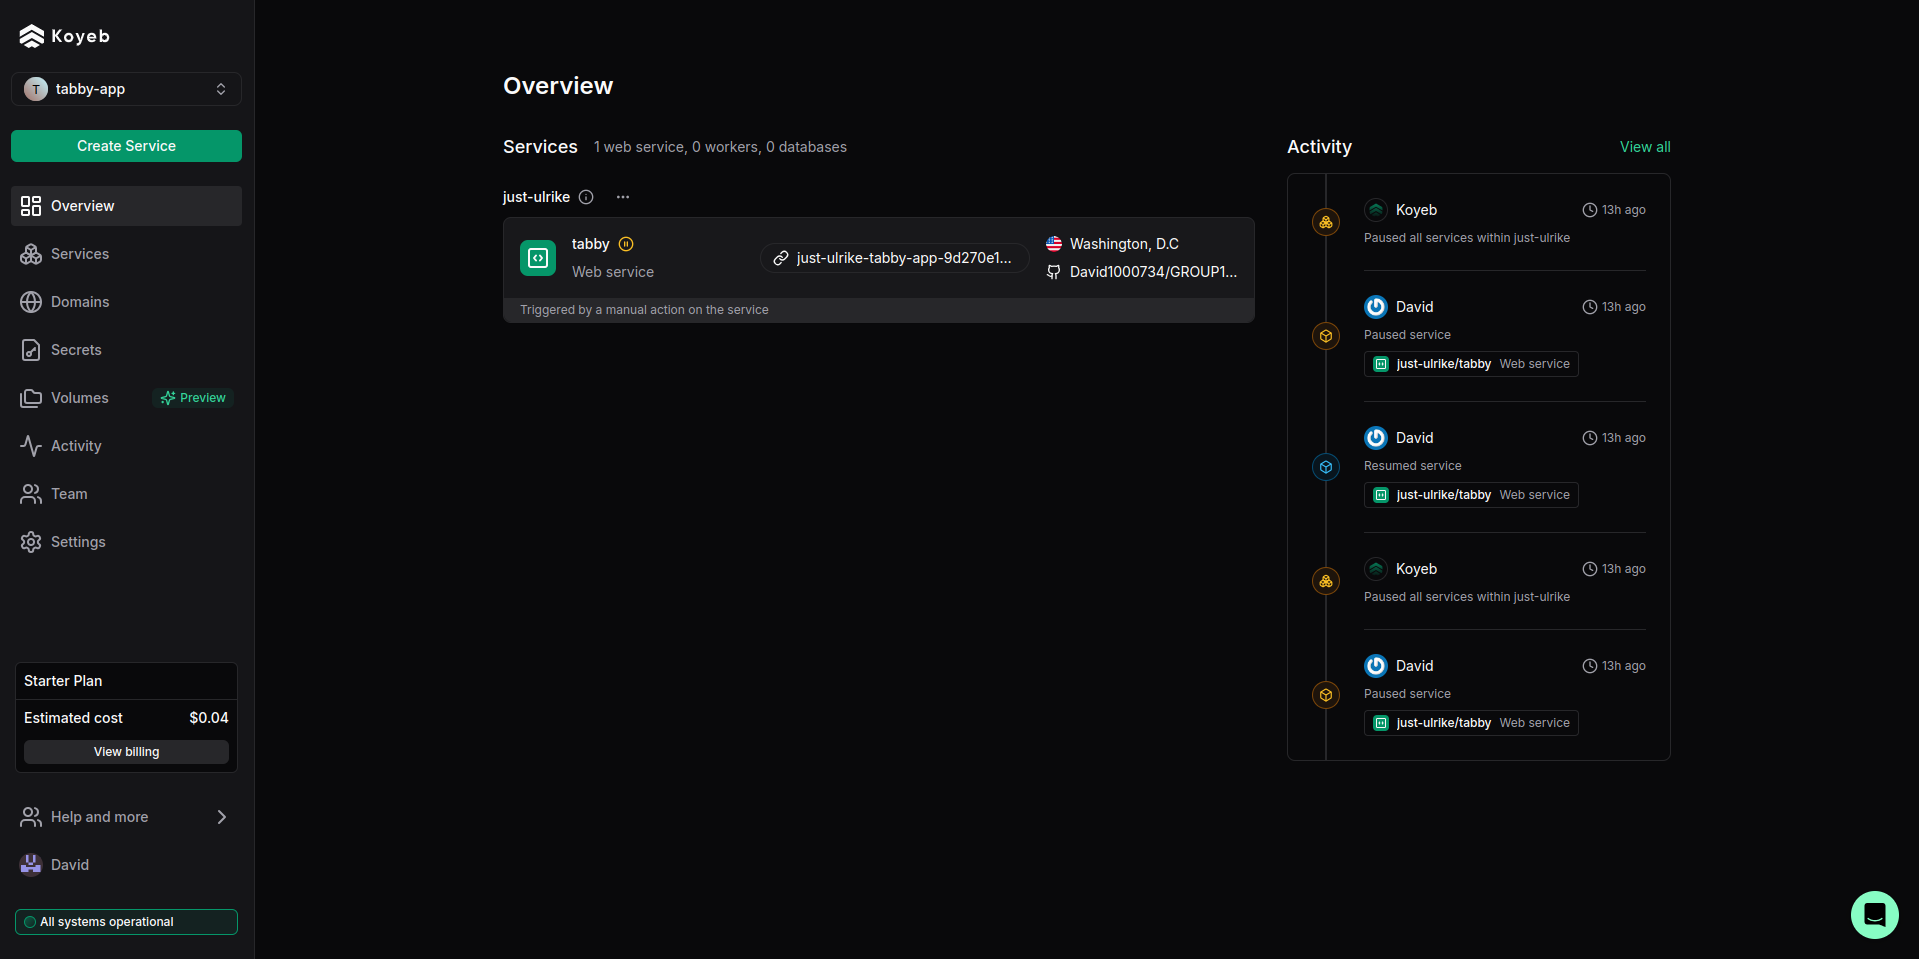 Koyeb
T tabby-app
Create Service
Overview
Services
Domains
Secrets
Volumes Preview
Activity
Team
Settings
Starter Plan
Estimated cost $0.04
View billing
Help and more
David
All systems operational
Overview
Services 1 web service, 0 workers, 0 databases
just-ulrike
tabby
Web service
just-ulrike-tabby-app-9d270e1...
Washington, D.C
David1000734/GROUP1...
Triggered by a manual action on the service
Activity View all
Koyeb 13h ago
Paused all services within just-ulrike
David 13h ago
Paused service
just-ulrike/tabby Web service
David 13h ago
Resumed service
just-ulrike/tabby Web service
Koyeb 13h ago
Paused all services within just-ulrike
David 13h ago
Paused service
just-ulrike/tabby Web service